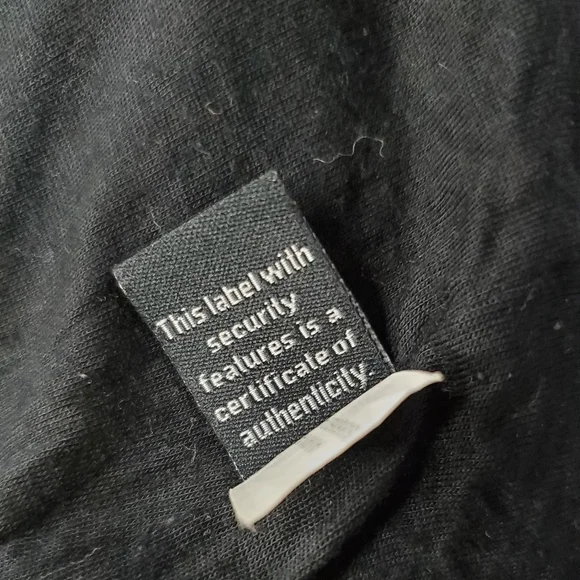 This label with
security
features is a
certificate of
authenticity.